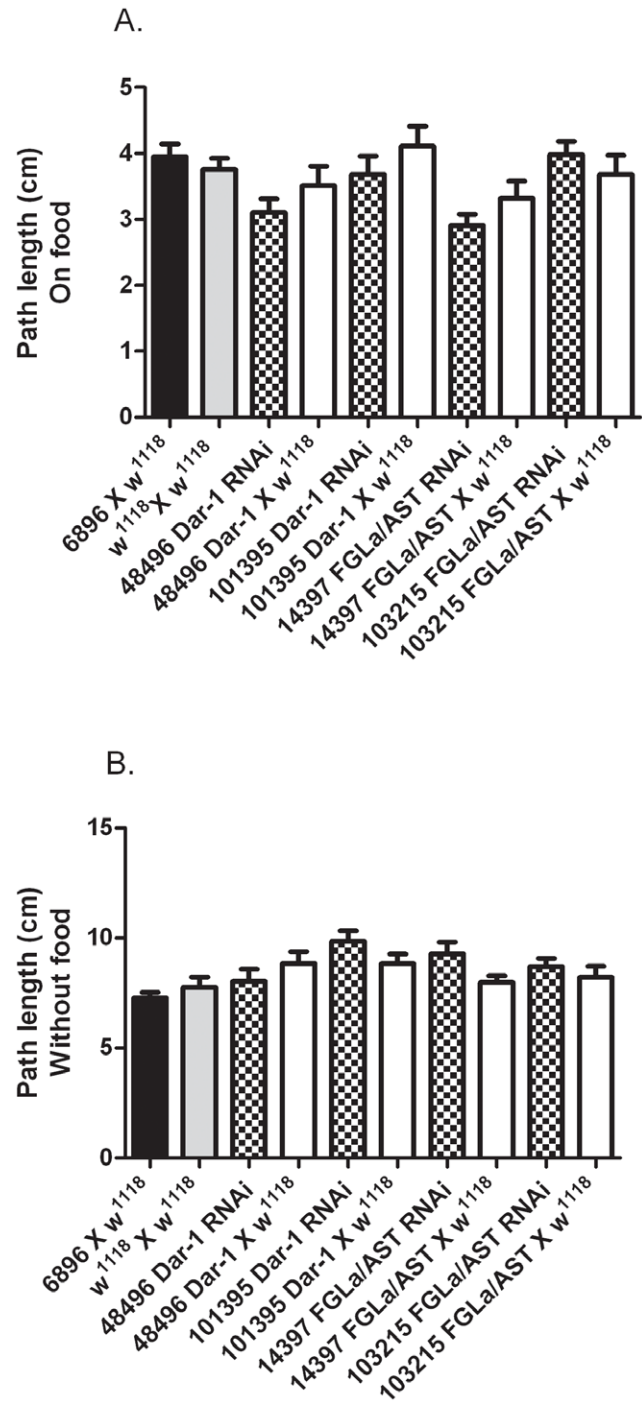 A.
Path length (cm)
On food
5
4
3
2
1
0
6896 X w1118
w1118 X w1118
48496 Dar-1 RNAi
48496 Dar-1 X w1118
101395 Dar-1 RNAi
101395 Dar-1 X w1118
14397 FGLa/AST RNAi
14397 FGLa/AST X w1118
103215 FGLa/AST RNAi
103215 FGLa/AST X w1118
B.
Path length (cm)
Without food
15
10
5
0
6896 X w1118
w1118 X w1118
48496 Dar-1 RNAi
48496 Dar-1 X w1118
101395 Dar-1 RNAi
101395 Dar-1 X w1118
14397 FGLa/AST RNAi
14397 FGLa/AST X w1118
103215 FGLa/AST RNAi
103215 FGLa/AST X w1118